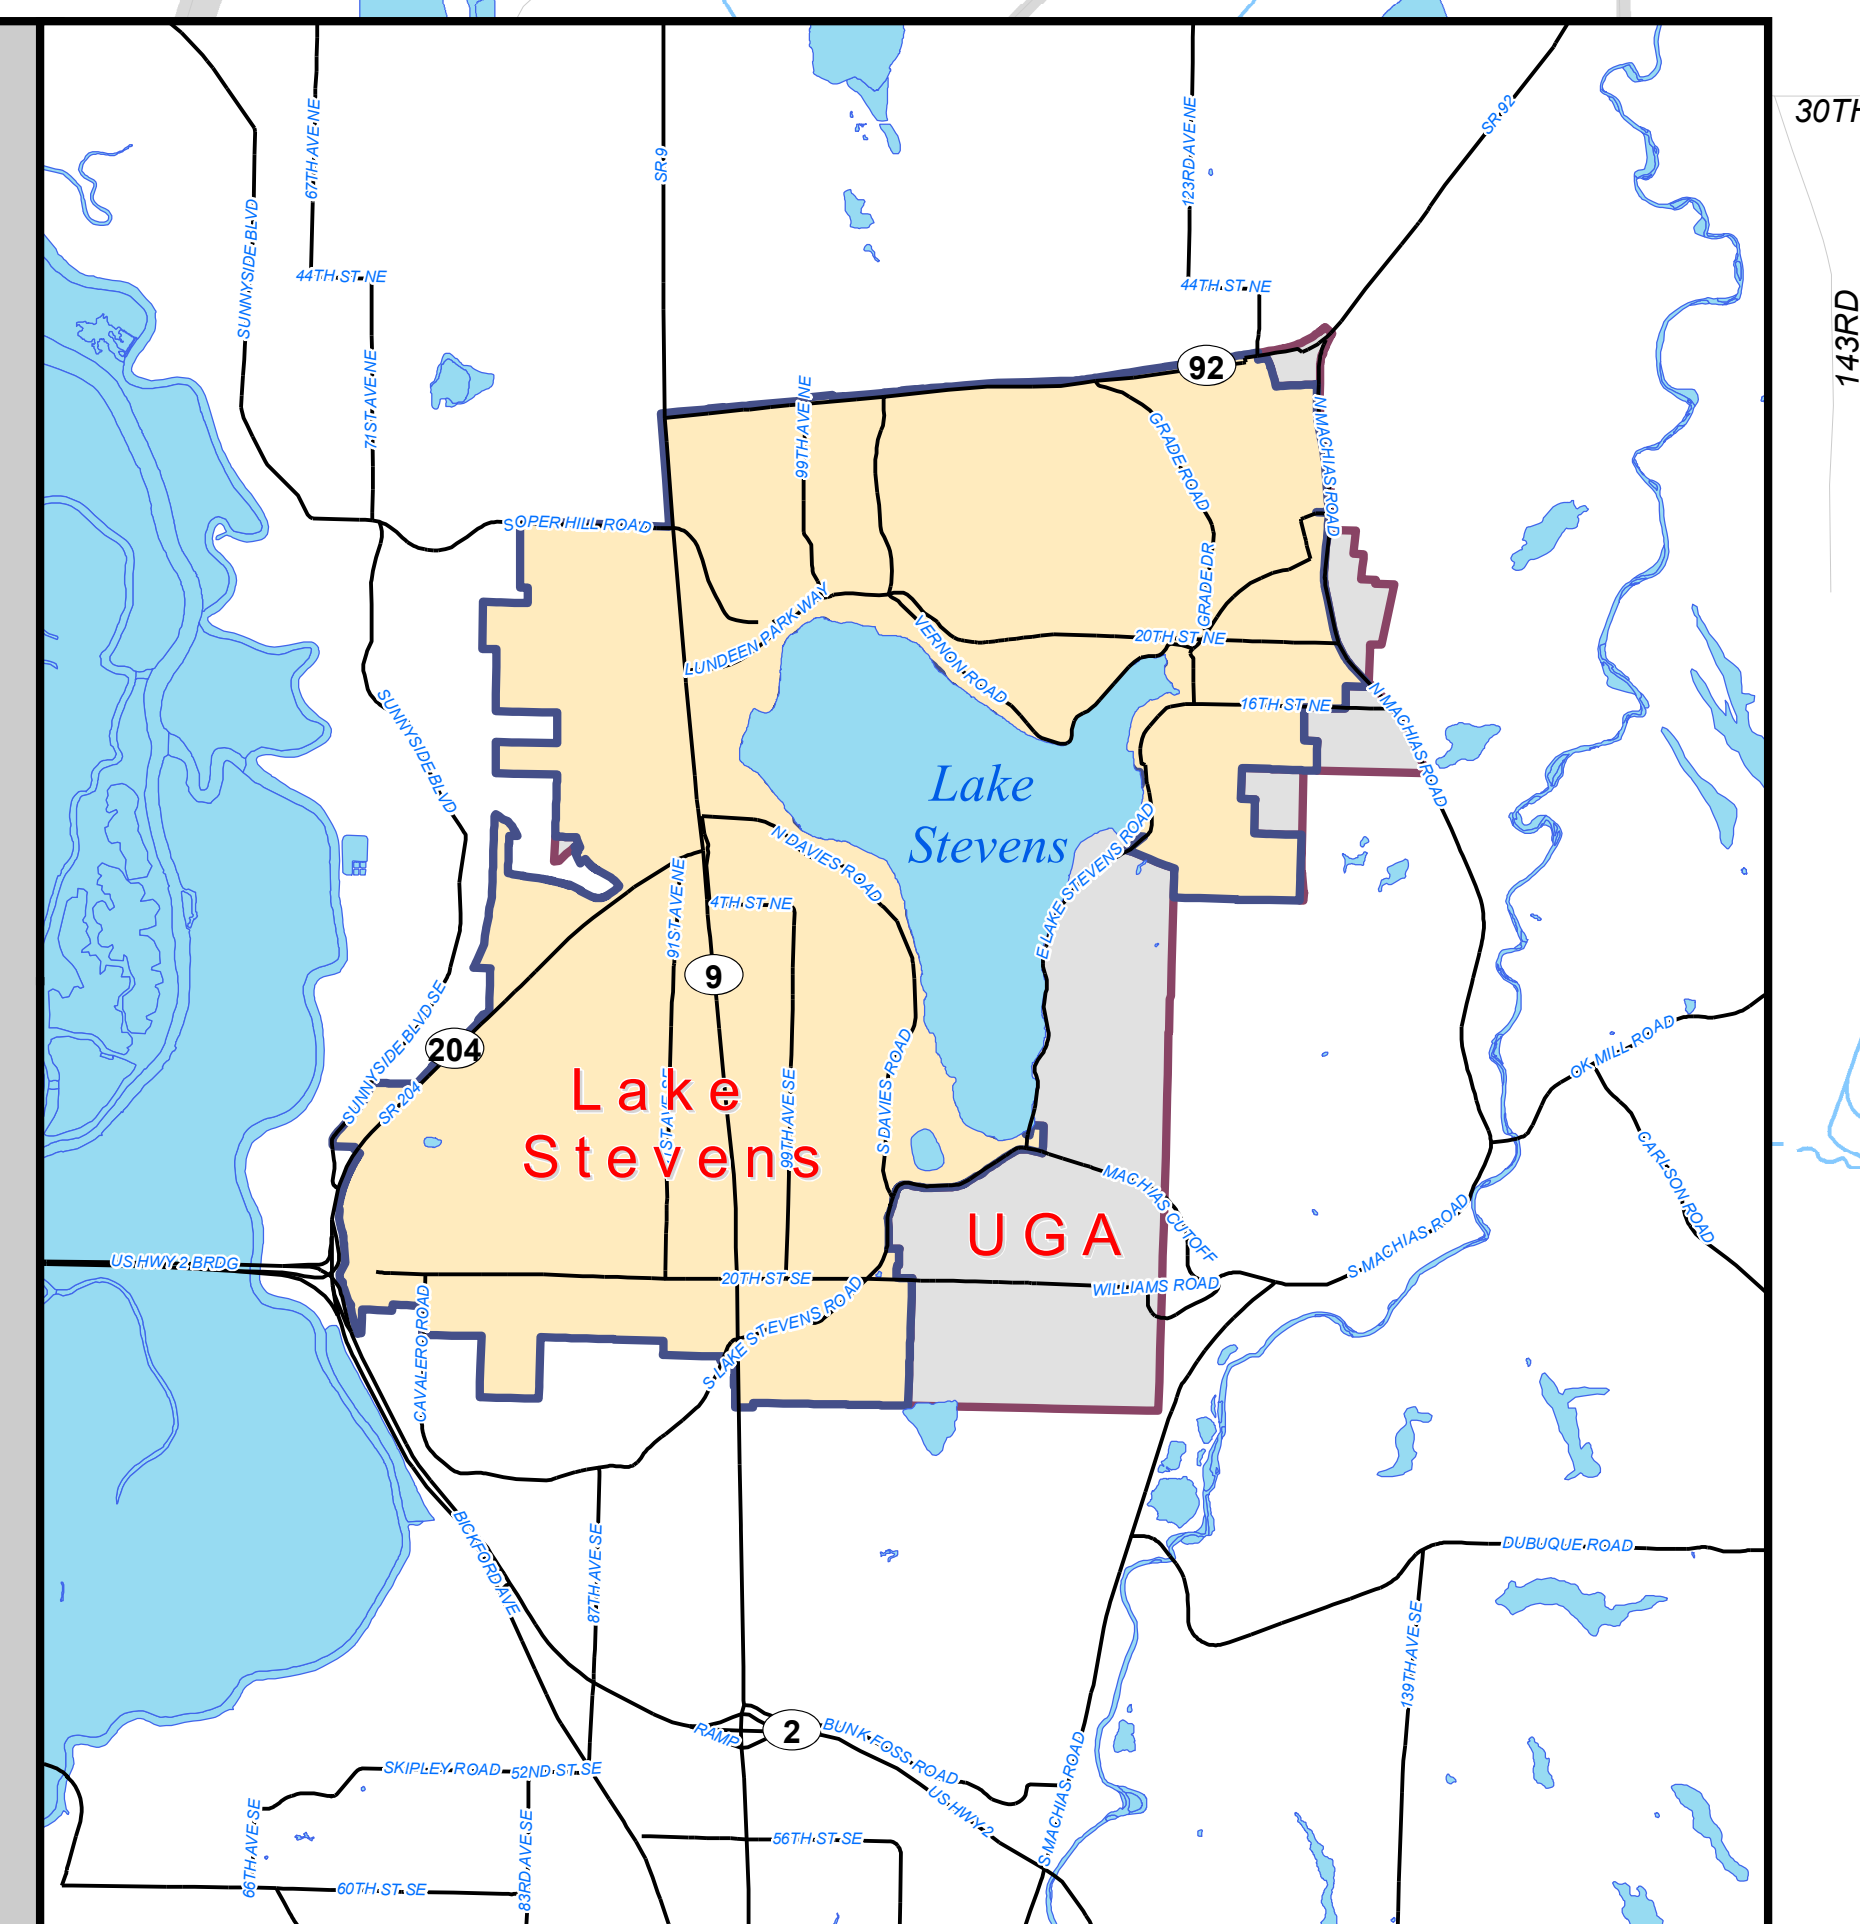 30TH
143RD
SR 92
67TH AVE NE
SR 9
123RD AVE NE
SUNNYSIDE BLVD
44TH ST NE
44TH ST NE
71ST AVE NE
92
99TH AVE NE
GRADE ROAD
N MACHIAS ROAD
SOPER HILL ROAD
GRADE DR
LUNDEEN PARK WAY
VERNON ROAD
20TH ST NE
16TH ST NE
N MACHIAS ROAD
SUNNYSIDE BLVD
Lake
Stevens
N DAVIES ROAD
E LAKE STEVENS ROAD
91ST AVE NE
4TH ST NE
9
SUNNYSIDE BLVD SE
204
SR 204
OK MILL ROAD
CARLSON ROAD
Lake
Stevens
99TH AVE SE
S DAVIES ROAD
MACHIAS CUTOFF
UGA
S MACHIAS ROAD
US HWY 2 BRDG
20TH ST SE
WILLIAMS ROAD
CAVALERO ROAD
S LAKE STEVENS ROAD
BICKFORD AVE
87TH AVE SE
DUBUQUE ROAD
139TH AVE SE
RAMP
2
BUNK FOSS ROAD
US HWY 2
S MACHIAS ROAD
SKIPLEY ROAD
52ND ST SE
66TH AVE SE
83RD AVE SE
56TH ST SE
60TH ST SE